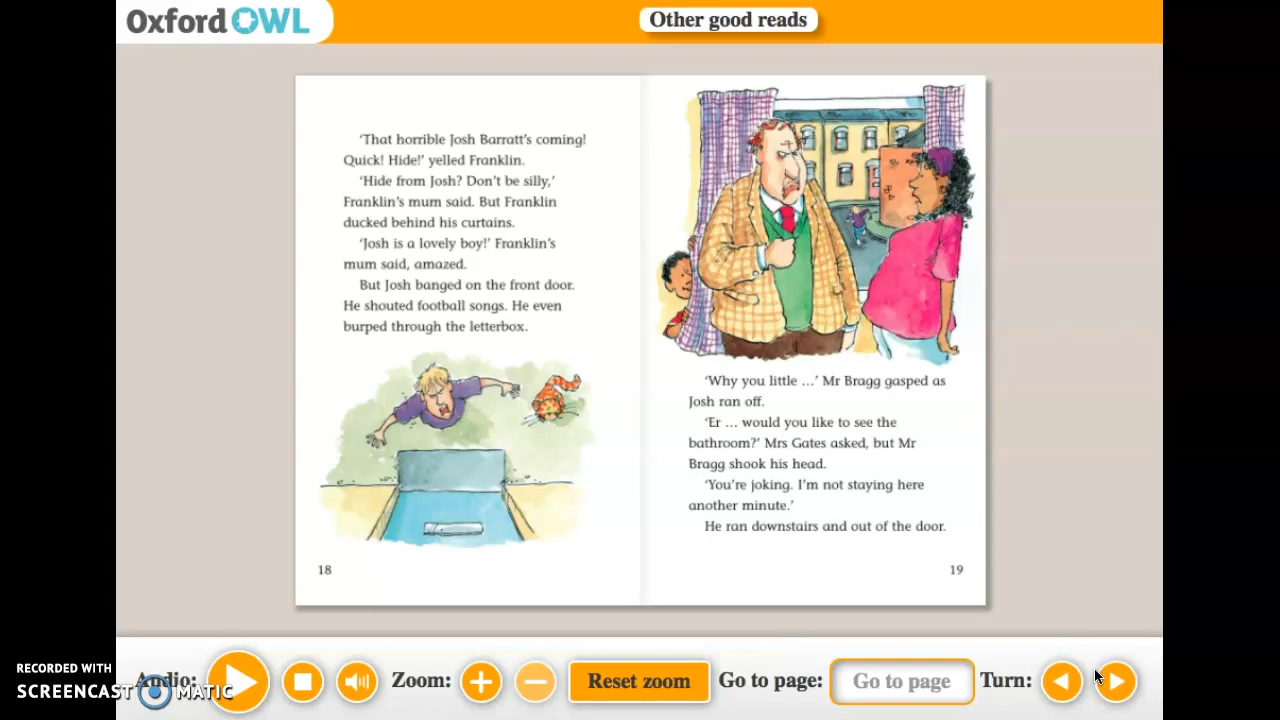 Oxford OWL
Other good reads
‘That horrible Josh Barratt’s coming!
Quick! Hide!’ yelled Franklin.
‘Hide from Josh? Don’t be silly,’
Franklin’s mum said. But Franklin
ducked behind his curtains.
‘Josh is a lovely boy!’ Franklin’s
mum said, amazed.
But Josh banged on the front door.
He shouted football songs. He even
burped through the letterbox.
18
‘Why you little ...’ Mr Bragg gasped as
Josh ran off.
‘Er ... would you like to see the
bathroom?’ Mrs Gates asked, but Mr
Bragg shook his head.
‘You’re joking. I’m not staying here
another minute.’
He ran downstairs and out of the door.
19
RECORDED WITH
SCREENCAST MATIC
Audio:
Zoom:
Reset zoom
Go to page:
Go to page
Turn: